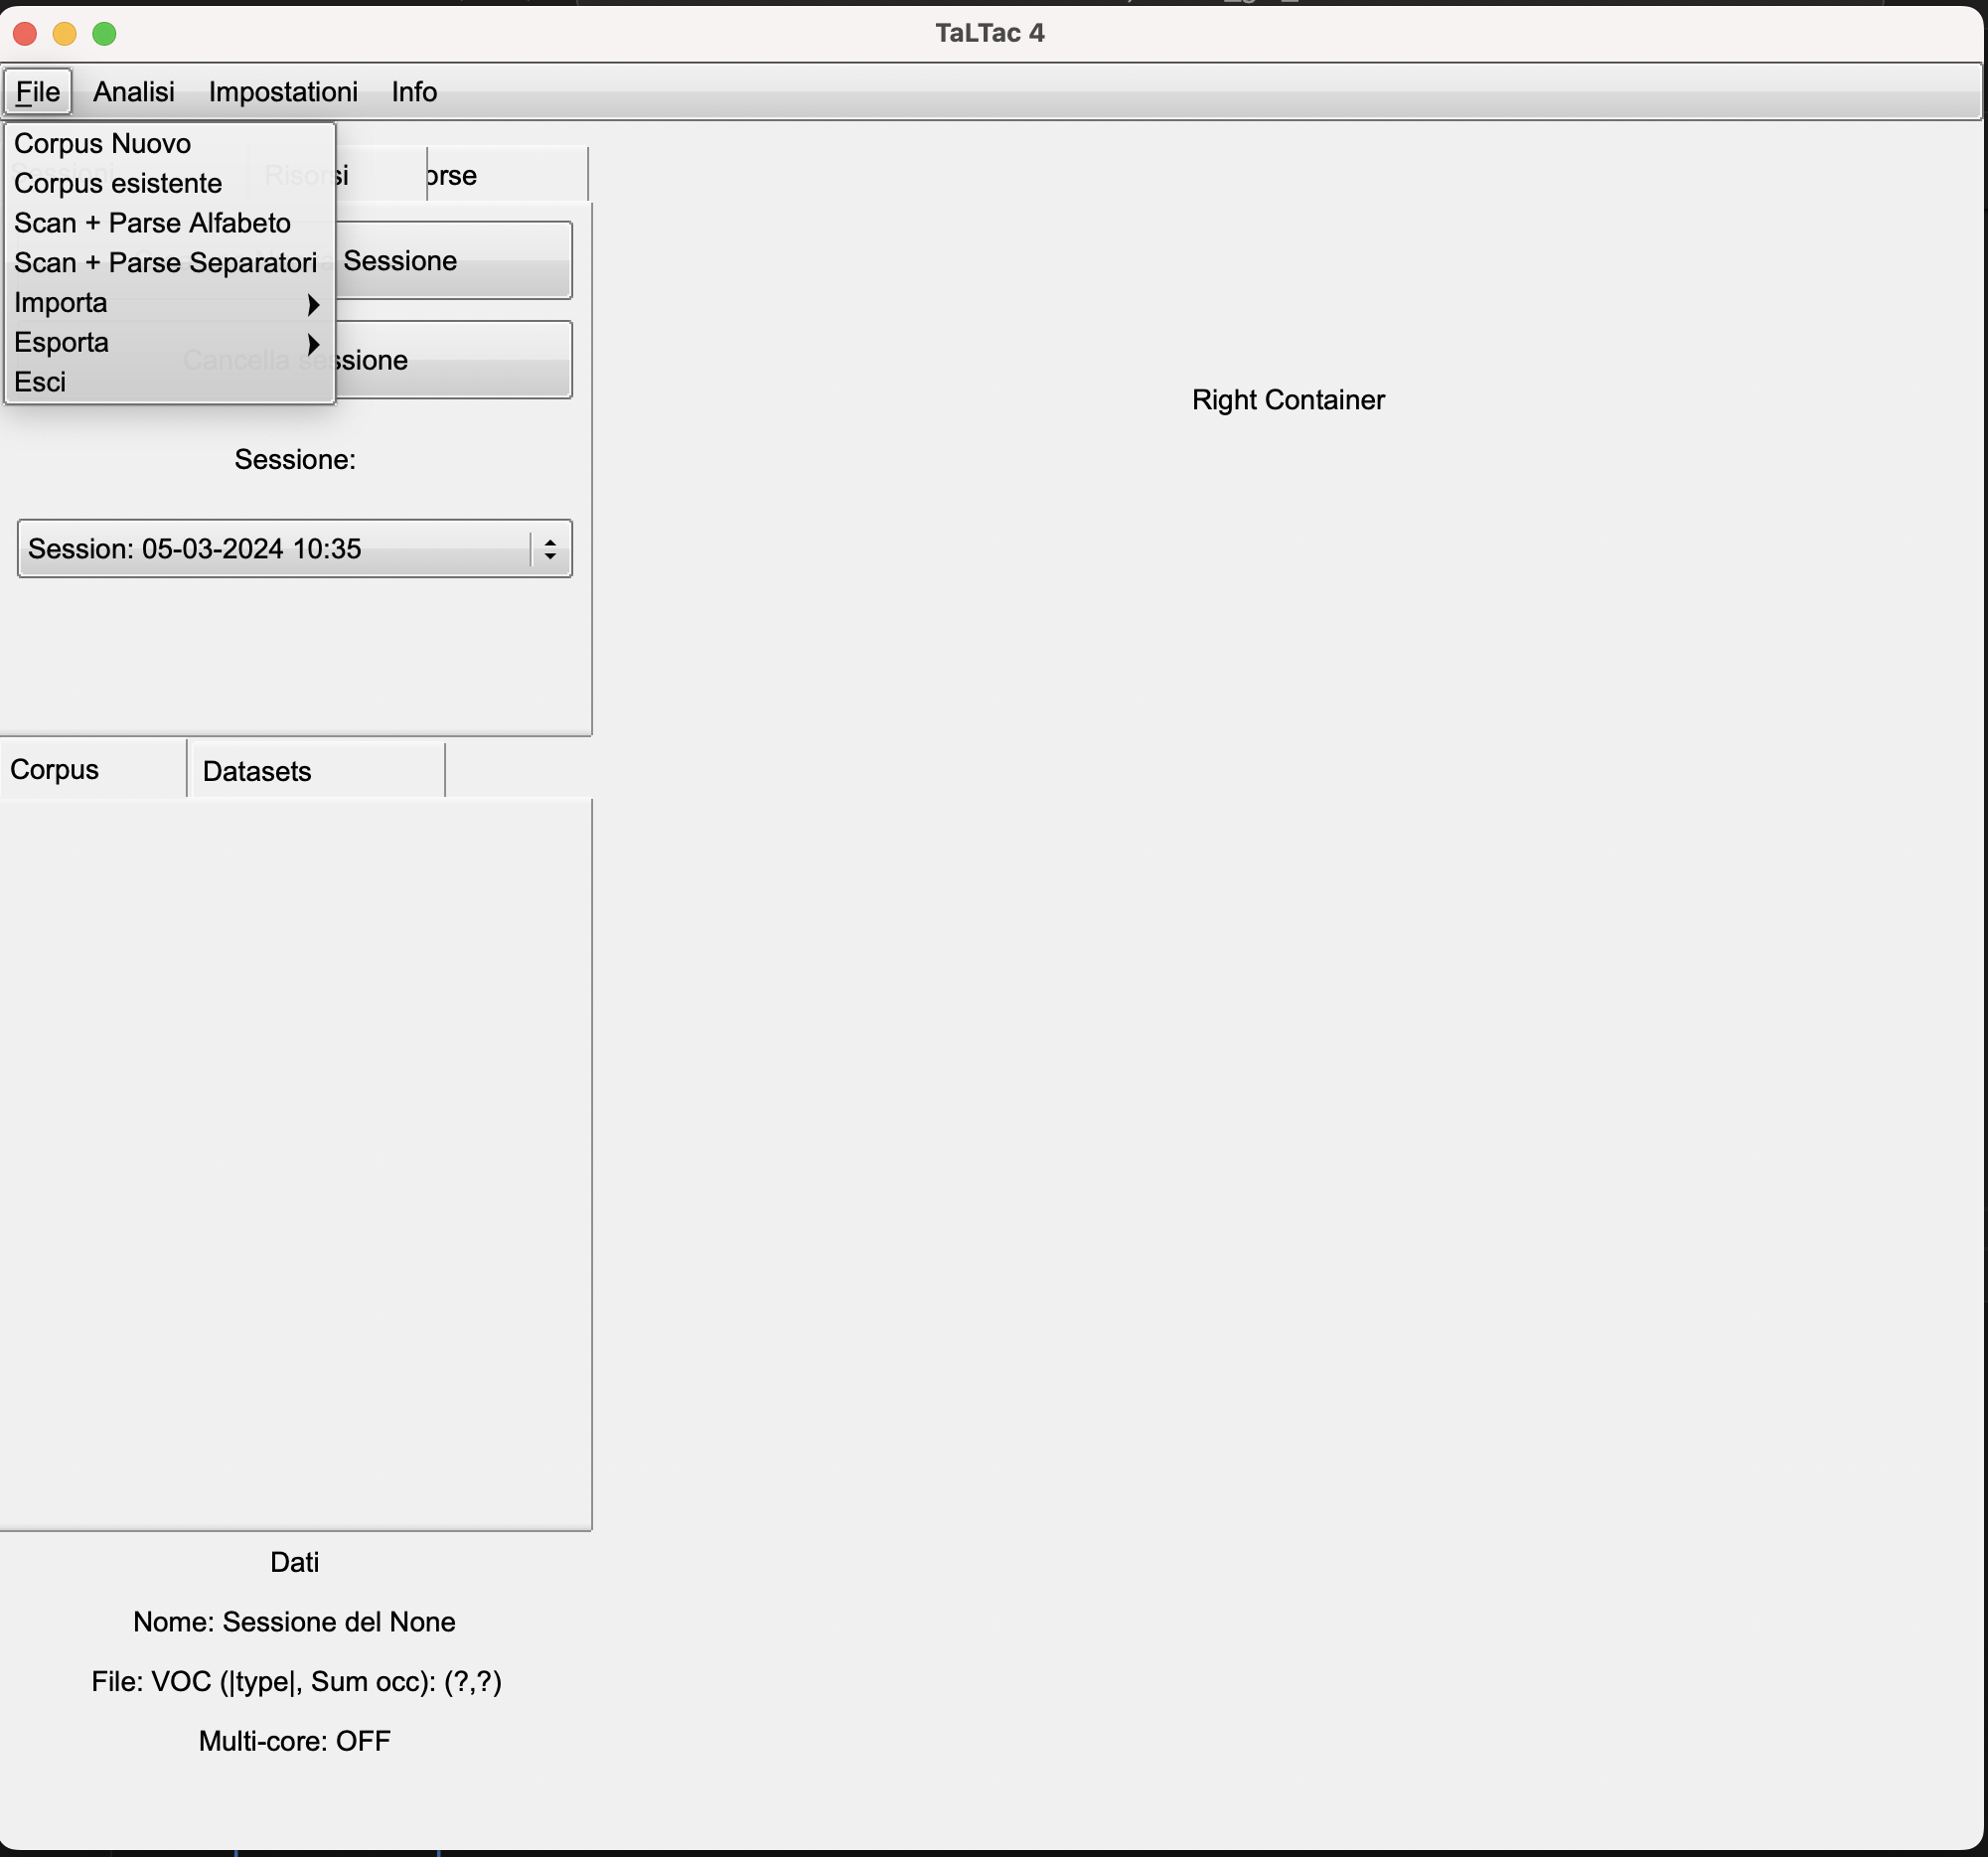 TaLTac 4
File Analisi Impostazioni Info
Corpus Nuovo
Corpus esistente
Scan + Parse Alfabeto
Scan + Parse Separatori
Importa
Esporta
Esci
Risorsi
orse
Sessione
Cancella sessione
Right Container
Sessione:
Session: 05-03-2024 10:35
Corpus
Datasets
Dati
Nome: Sessione del None
File: VOC (|type|, Sum occ): (?,?)
Multi-core: OFF